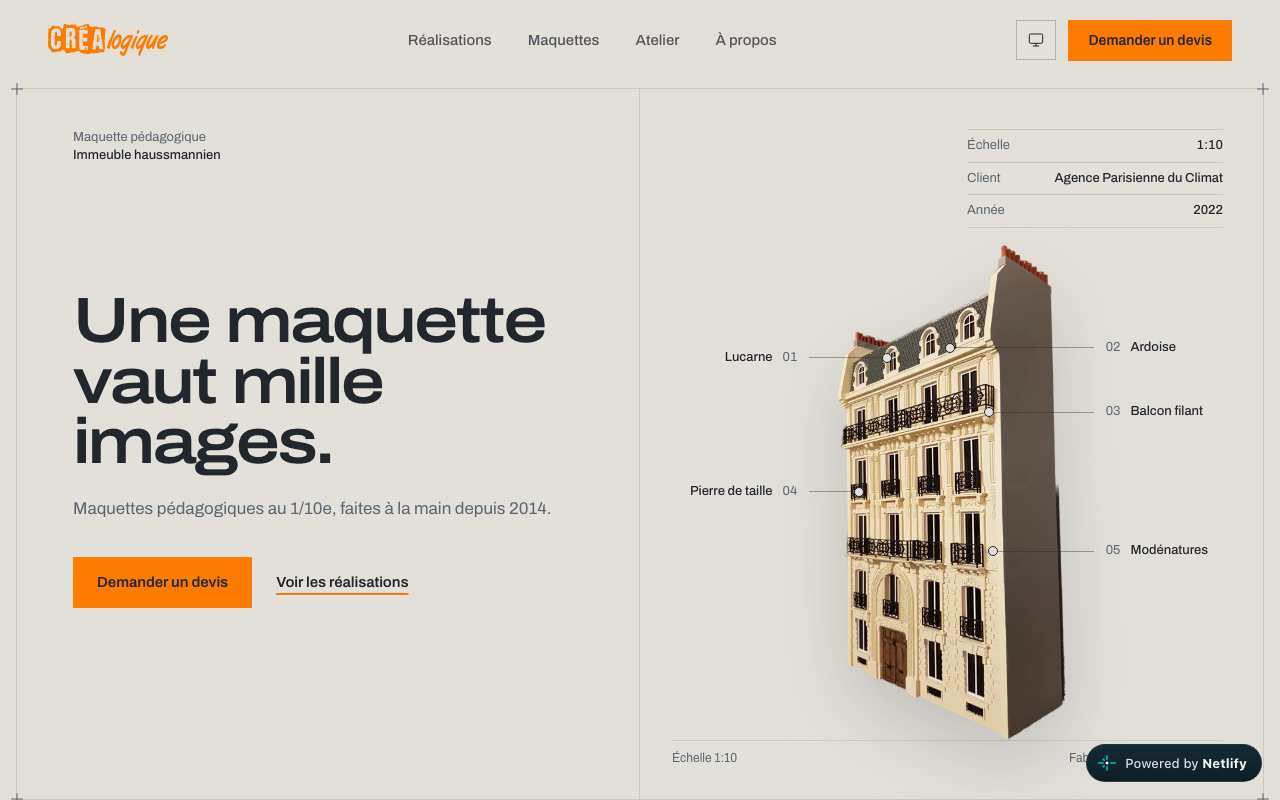 CRÉAlogique
Réalisations
Maquettes
Atelier
À propos
Demander un devis
Maquette pédagogique
Immeuble haussmannien
Échelle 1:10
Client Agence Parisienne du Climat
Année 2022
Une maquette
vaut mille
images.
Maquettes pédagogiques au 1/10e, faites à la main depuis 2014.
Demander un devis
Voir les réalisations
Lucarne 01
02 Ardoise
03 Balcon filant
Pierre de taille 04
05 Modénatures
Échelle 1:10
Powered by Netlify